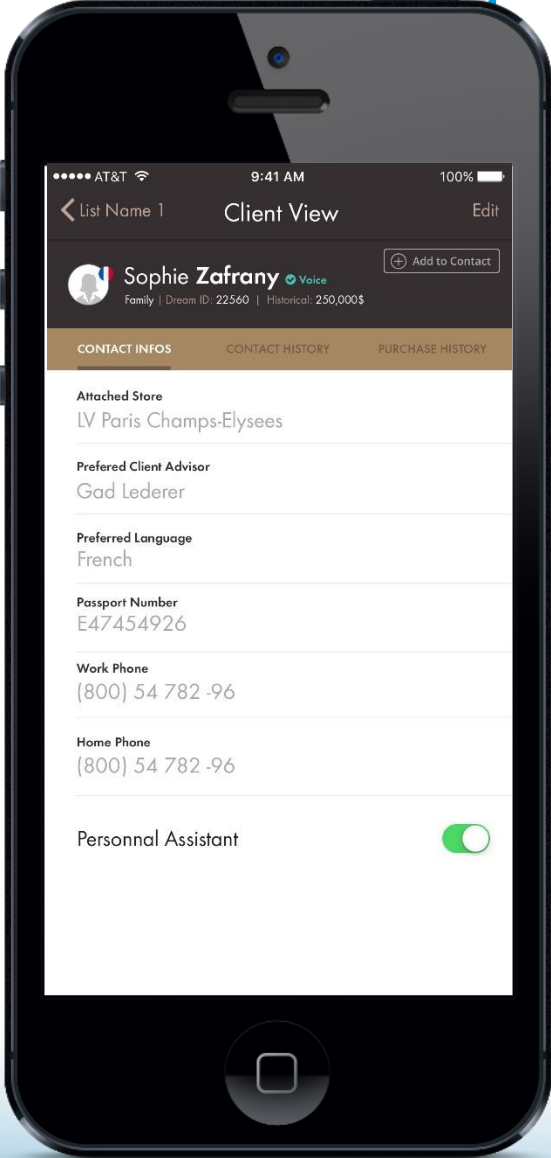 AT&T 9:41 AM 100%
List Name 1 Client View Edit
Add to Contact
Sophie Zafrany Voice
Family | Dream ID: 22560 | Historical: 250,000$
CONTACT INFOS CONTACT HISTORY PURCHASE HISTORY
Attached Store
LV Paris Champs-Elysees
Prefered Client Advisor
Gad Lederer
Preferred Language
French
Passport Number
E47454926
Work Phone
(800) 54 782 -96
Home Phone
(800) 54 782 -96
Personnal Assistant